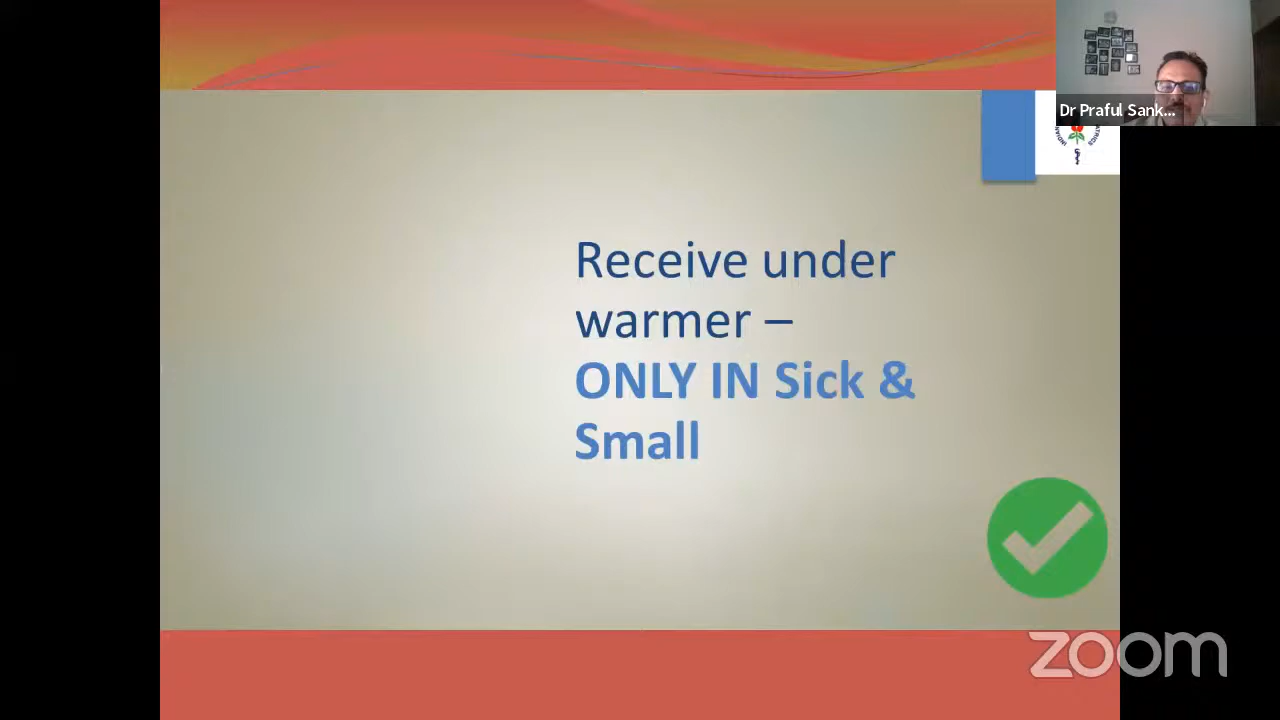 Dr Praful Sank...
Receive under
warmer –
ONLY IN Sick &
Small
zoom